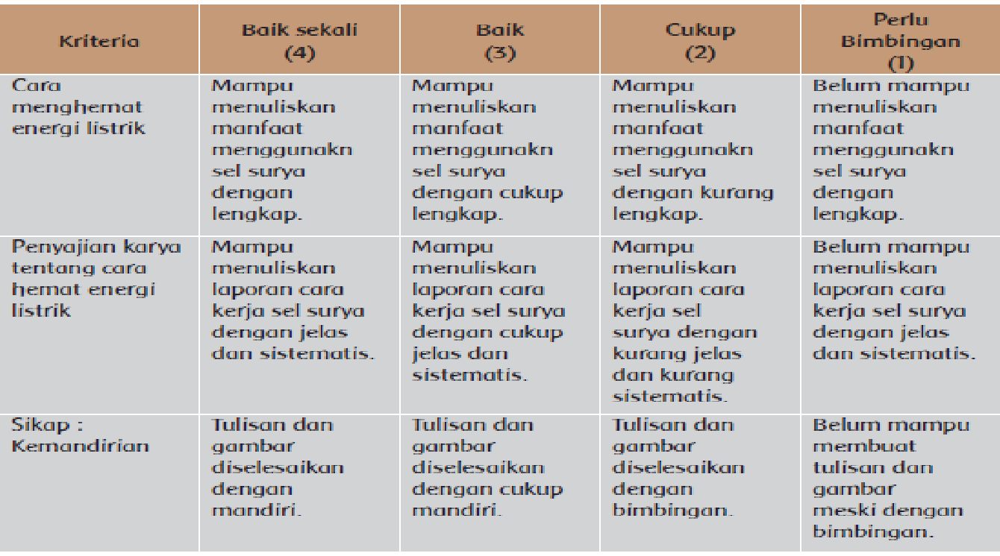 Kriteria
Baik sekali
(4)
Baik
(3)
Cukup
(2)
Perlu
Bimbingan
(1)
Cara
menghemat
energi listrik
Mampu
menuliskan
manfaat
menggunakn
sel surya
dengan
lengkap.
Mampu
menuliskan
manfaat
menggunakn
sel surya
dengan cukup
lengkap.
Mampu
menuliskan
manfaat
menggunakn
sel surya
dengan kurang
lengkap.
Belum mampu
menuliskan
manfaat
menggunakn
sel surya
dengan
lengkap.
Penyajian karya
tentang cara
hemat energi
listrik
Mampu
menuliskan
laporan cara
kerja sel surya
dengan jelas
dan sistematis.
Mampu
menuliskan
laporan cara
kerja sel surya
dengan cukup
jelas dan
sistematis.
Mampu
menuliskan
laporan cara
kerja sel
surya dengan
kurang jelas
dan kurang
sistematis.
Belum mampu
menuliskan
laporan cara
kerja sel surya
dengan jelas
dan sistematis.
Sikap :
Kemandirian
Tulisan dan
gambar
diselesaikan
dengan
mandiri.
Tulisan dan
gambar
diselesaikan
dengan cukup
mandiri.
Tulisan dan
gambar
diselesaikan
dengan
bimbingan.
Belum mampu
membuat
tulisan dan
gambar
meski dengan
bimbingan.